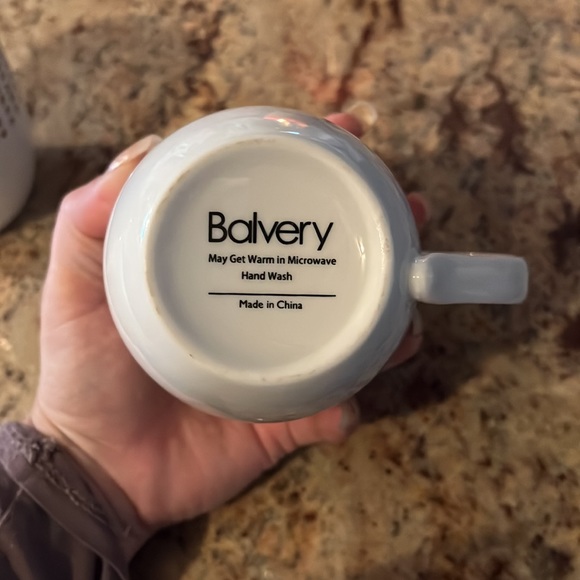 Balvery
May Get Warm in Microwave
Hand Wash
Made in China